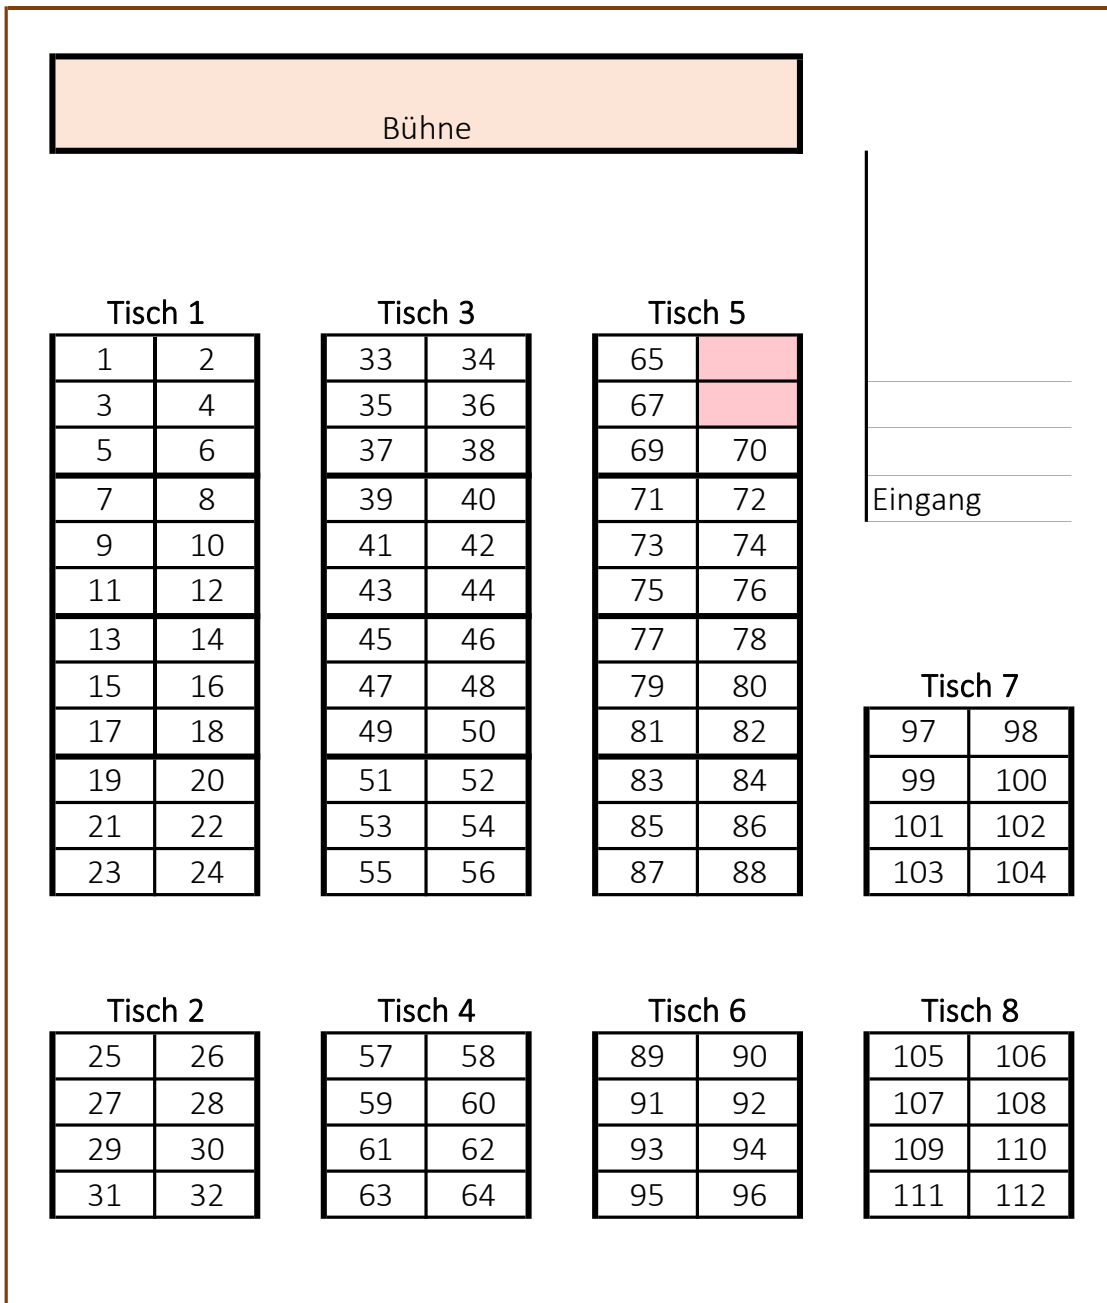 Bühne
Tisch 1 Tisch 3 Tisch 5
1 2 33 34 65
3 4 35 36 67
5 6 37 38 69 70
7 8 39 40 71 72 Eingang
9 10 41 42 73 74
11 12 43 44 75 76
13 14 45 46 77 78
15 16 47 48 79 80 Tisch 7
17 18 49 50 81 82 97 98
19 20 51 52 83 84 99 100
21 22 53 54 85 86 101 102
23 24 55 56 87 88 103 104
Tisch 2 Tisch 4 Tisch 6 Tisch 8
25 26 57 58 89 90 105 106
27 28 59 60 91 92 107 108
29 30 61 62 93 94 109 110
31 32 63 64 95 96 111 112